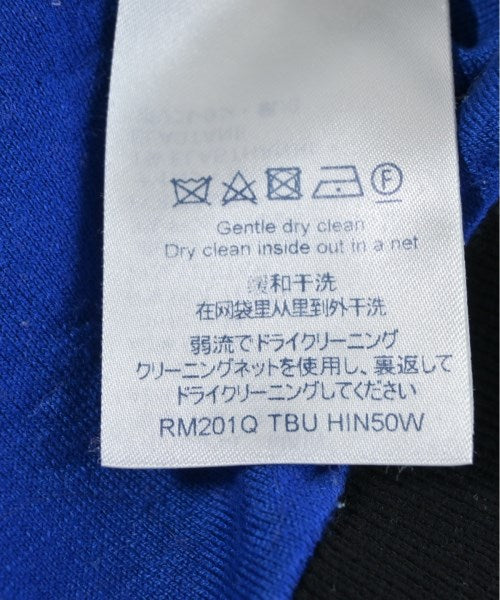 F
Gentle dry clean
Dry clean inside out in a net
缓和干洗
在网袋里从里到外干洗
弱流でドライクリーニング
クリーニングネットを使用し、裏返して
ドライクリーニングしてください
RM201Q TBU HIN50W